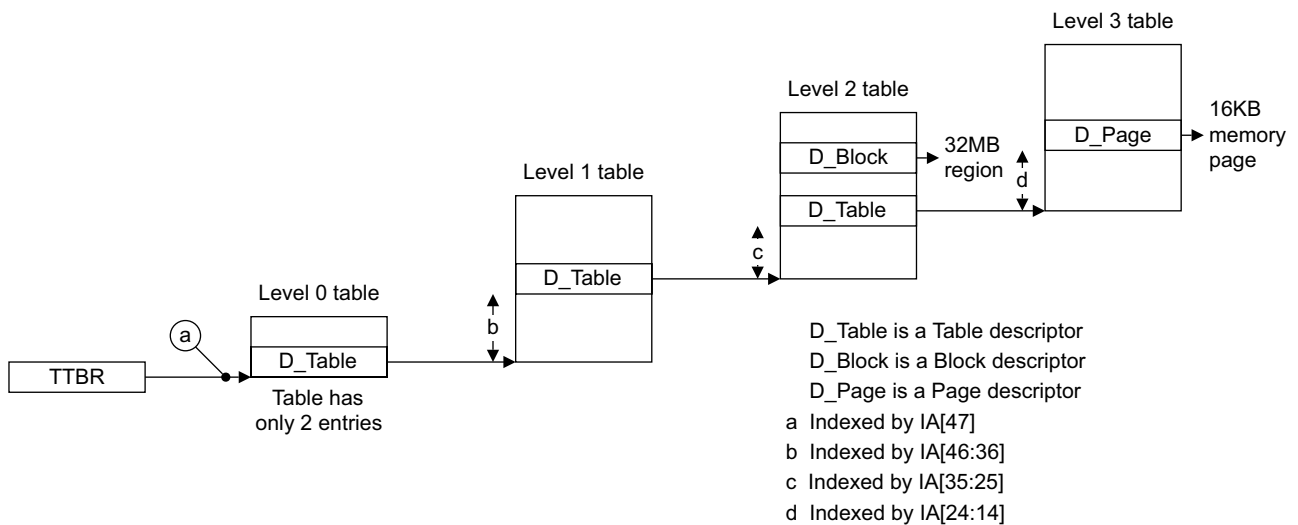 Level 3 table
Level 2 table
D_Page
16KB
memory
page
D_Block
32MB
region
d
Level 1 table
D_Table
c
D_Table
Level 0 table
b
a
D_Table
TTBR
Table has
only 2 entries
D_Table is a Table descriptor
D_Block is a Block descriptor
D_Page is a Page descriptor
a Indexed by IA[47]
b Indexed by IA[46:36]
c Indexed by IA[35:25]
d Indexed by IA[24:14]